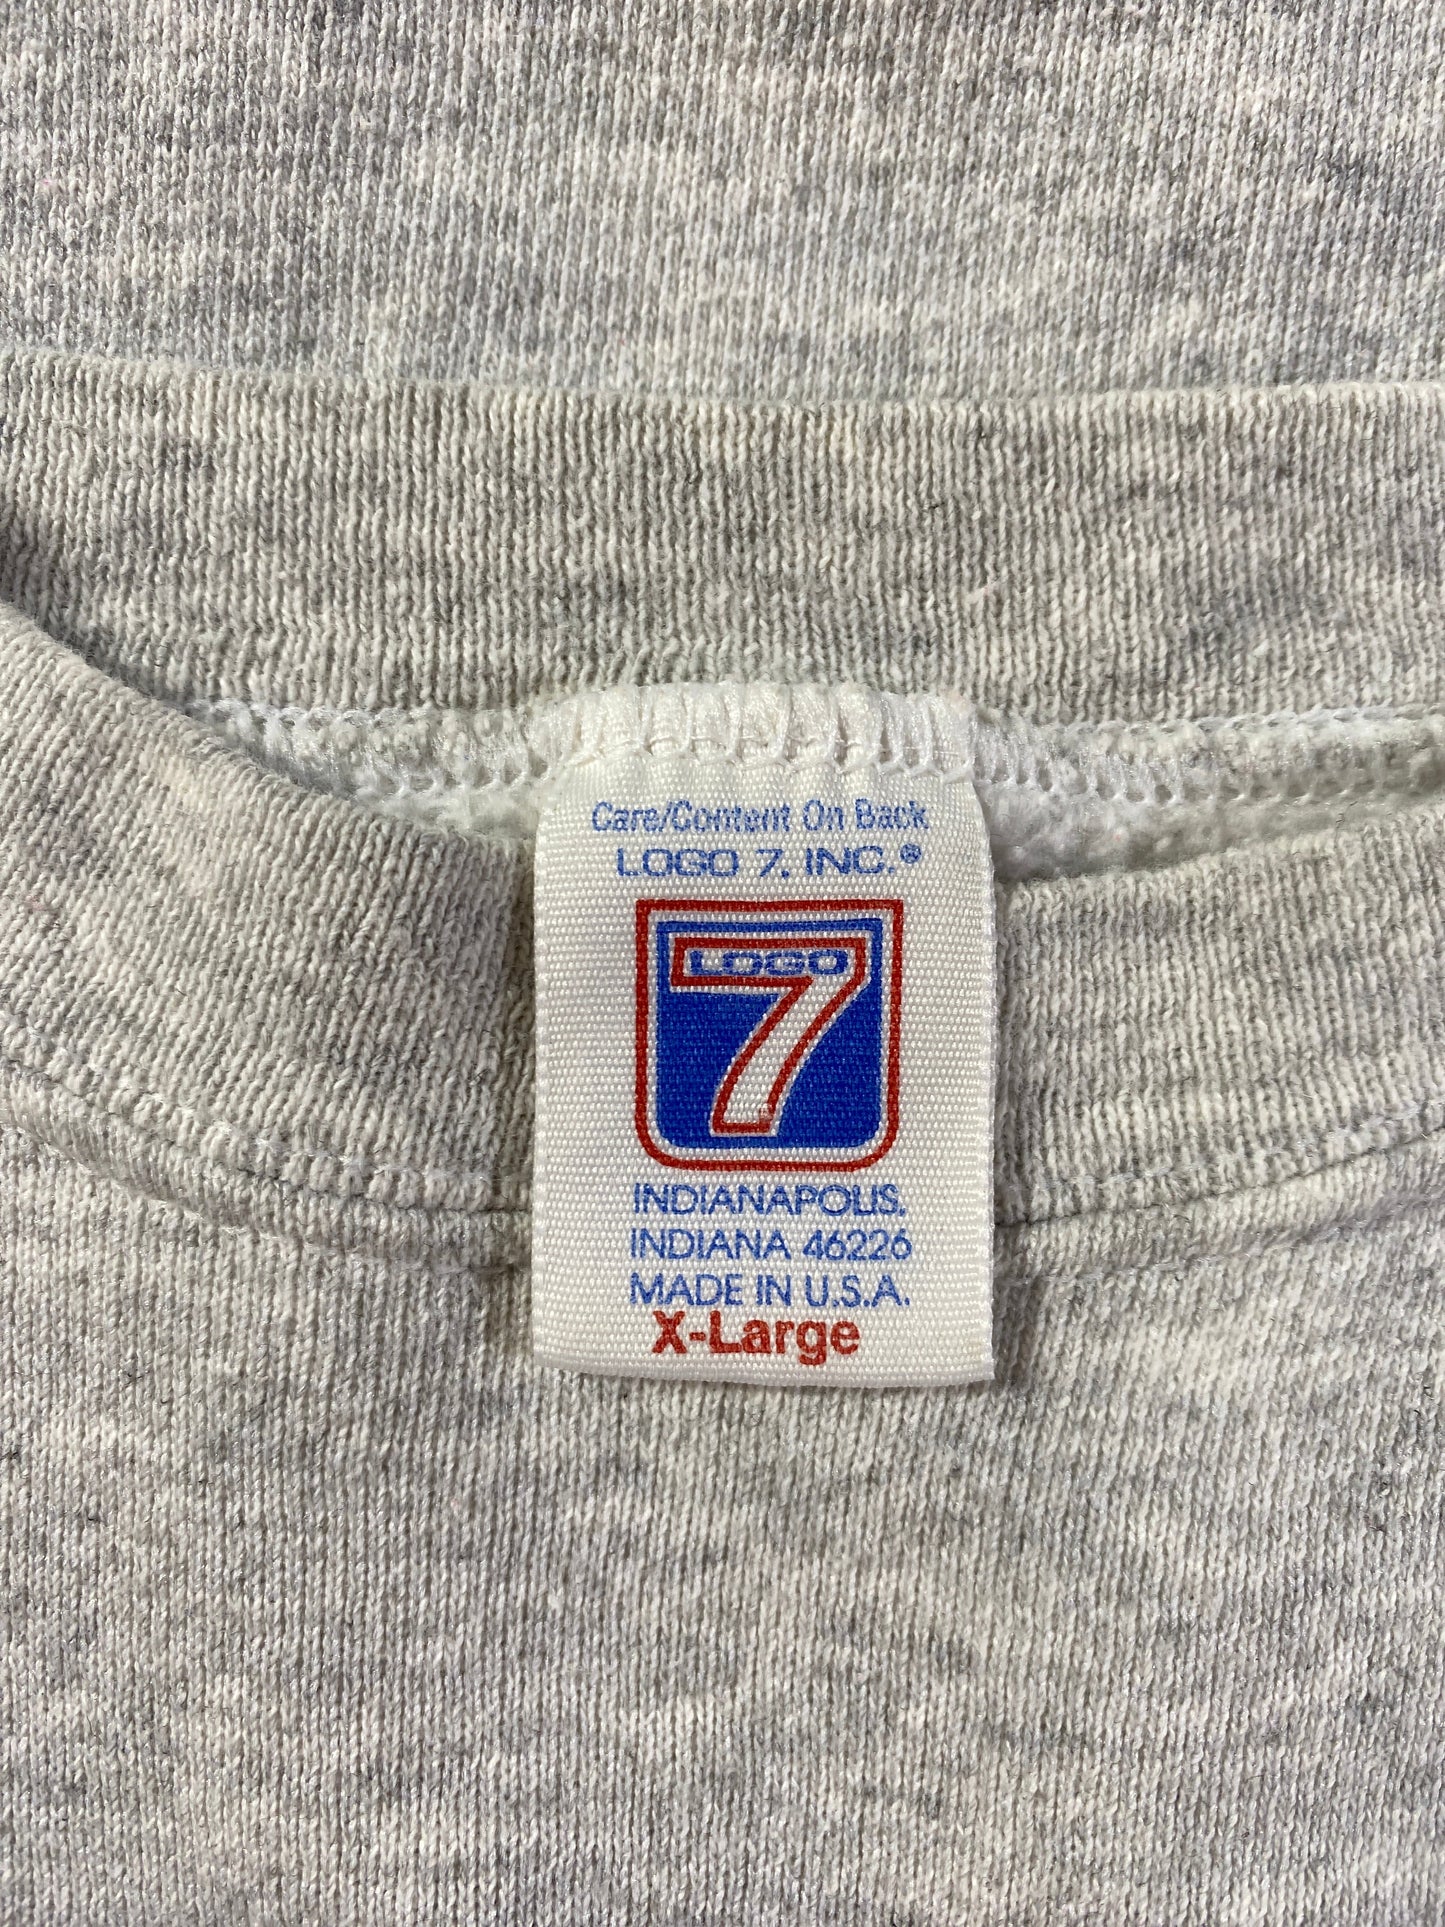 Care/Content On Back
LOGO 7, INC.®
LOGO
7
INDIANAPOLIS,
INDIANA 46226
MADE IN U.S.A.
X-Large